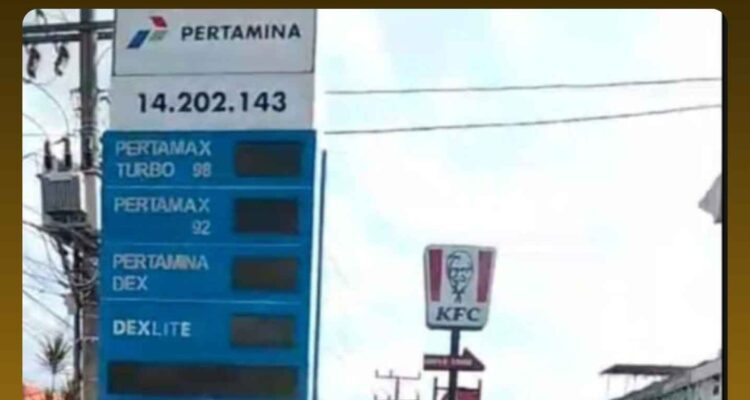 PERTAMINA
14.202.143
PERTAMAX
TURBO 98
PERTAMAX
92
PERTAMINA
DEX
DEXLITE
KFC